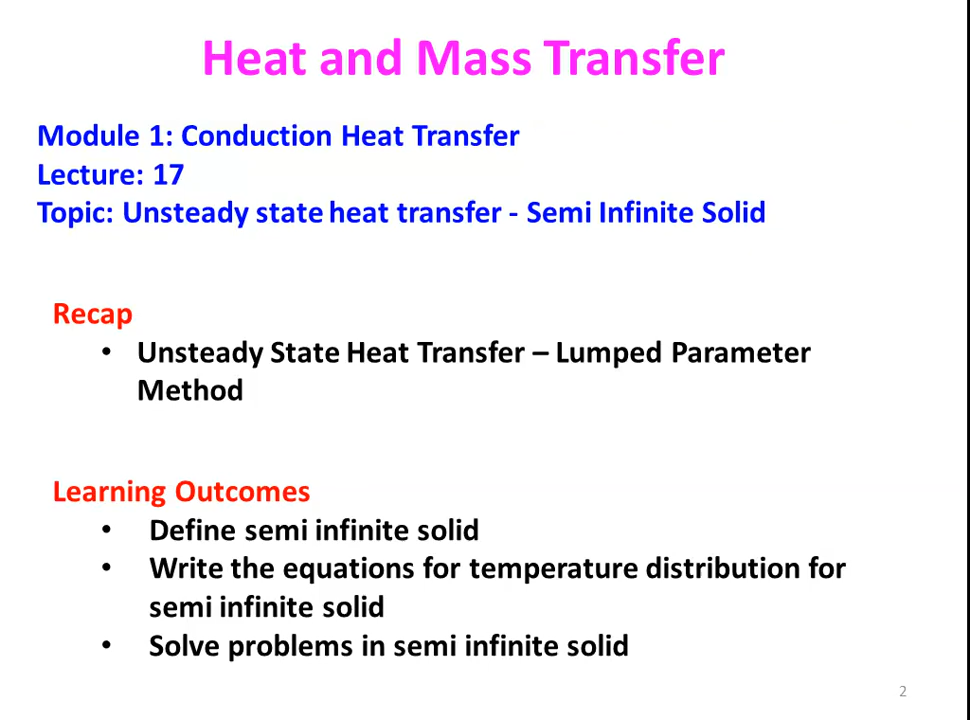 Heat and Mass Transfer
Module 1: Conduction Heat Transfer
Lecture: 17
Topic: Unsteady state heat transfer - Semi Infinite Solid
Recap
• Unsteady State Heat Transfer – Lumped Parameter
Method
Learning Outcomes
• Define semi infinite solid
• Write the equations for temperature distribution for
semi infinite solid
• Solve problems in semi infinite solid
2